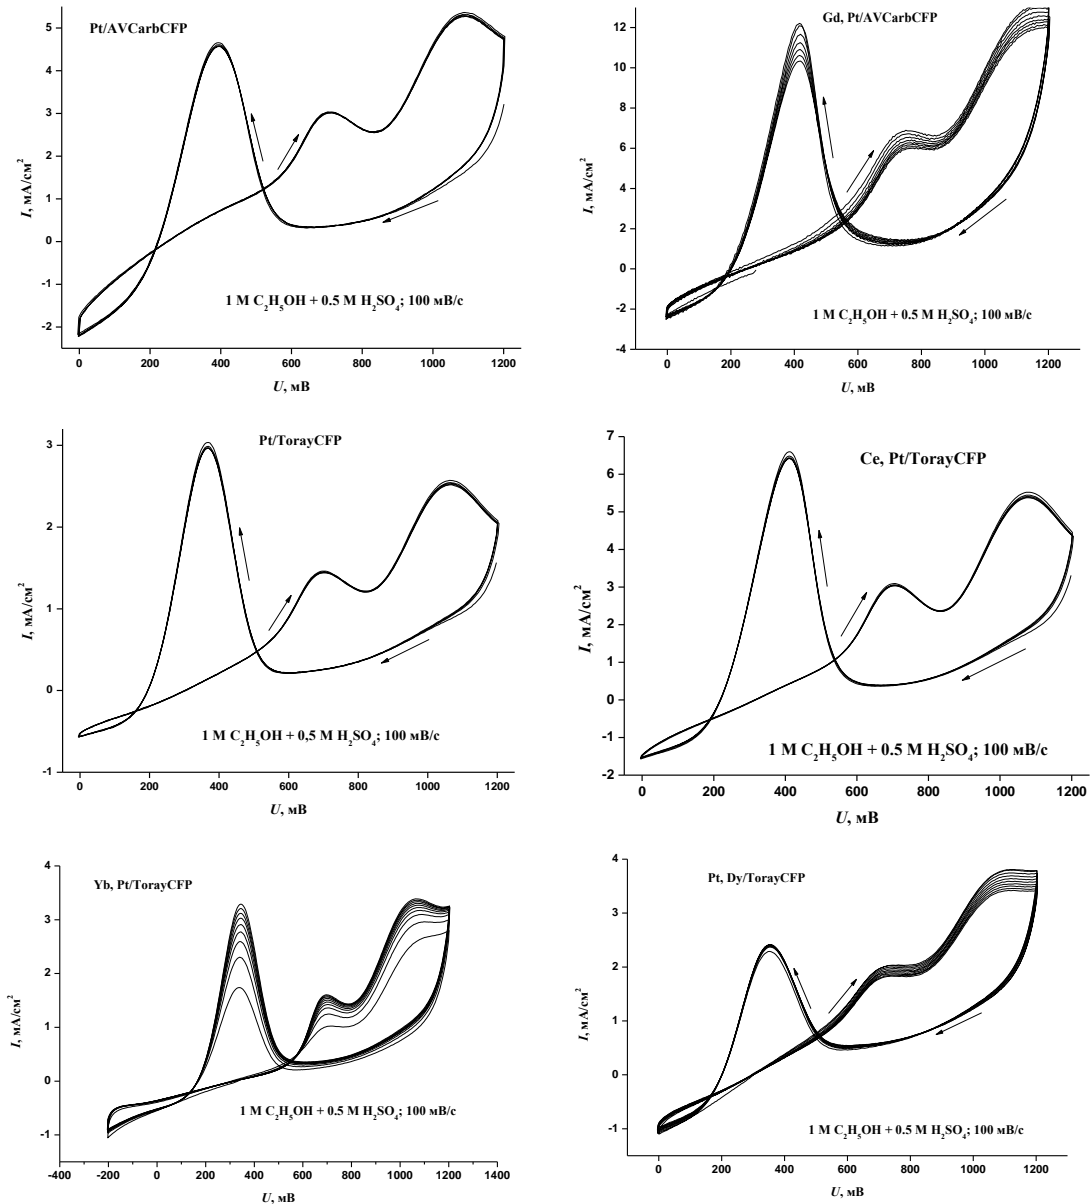 Pt/AVCarbCFP
5
4
3
2
1
0
-1
-2
I, мА/см²
0 200 400 600 800 1000 1200
U, мВ
1 M C₂H₅OH + 0.5 M H₂SO₄; 100 мВ/с
Gd, Pt/AVCarbCFP
12
10
8
6
4
2
0
-2
-4
I, мА/см²
0 200 400 600 800 1000 1200
U, мВ
1 M C₂H₅OH + 0.5 M H₂SO₄; 100 мВ/с
Pt/TorayCFP
3
2
1
0
-1
I, мА/см²
0 200 400 600 800 1000 1200
U, мВ
1 M C₂H₅OH + 0,5 M H₂SO₄; 100 мВ/с
Ce, Pt/TorayCFP
7
6
5
4
3
2
1
0
-1
-2
I, мА/см²
0 200 400 600 800 1000 1200
U, мВ
1 M C₂H₅OH + 0.5 M H₂SO₄; 100 мВ/с
Yb, Pt/TorayCFP
4
3
2
1
0
-1
I, мА/см²
-400 -200 0 200 400 600 800 1000 1200 1400
U, мВ
1 M C₂H₅OH + 0.5 M H₂SO₄; 100 мВ/с
Pt, Dy/TorayCFP
4
3
2
1
0
-1
I, мА/см²
0 200 400 600 800 1000 1200
U, мВ
1 M C₂H₅OH + 0.5 M H₂SO₄; 100 мВ/с